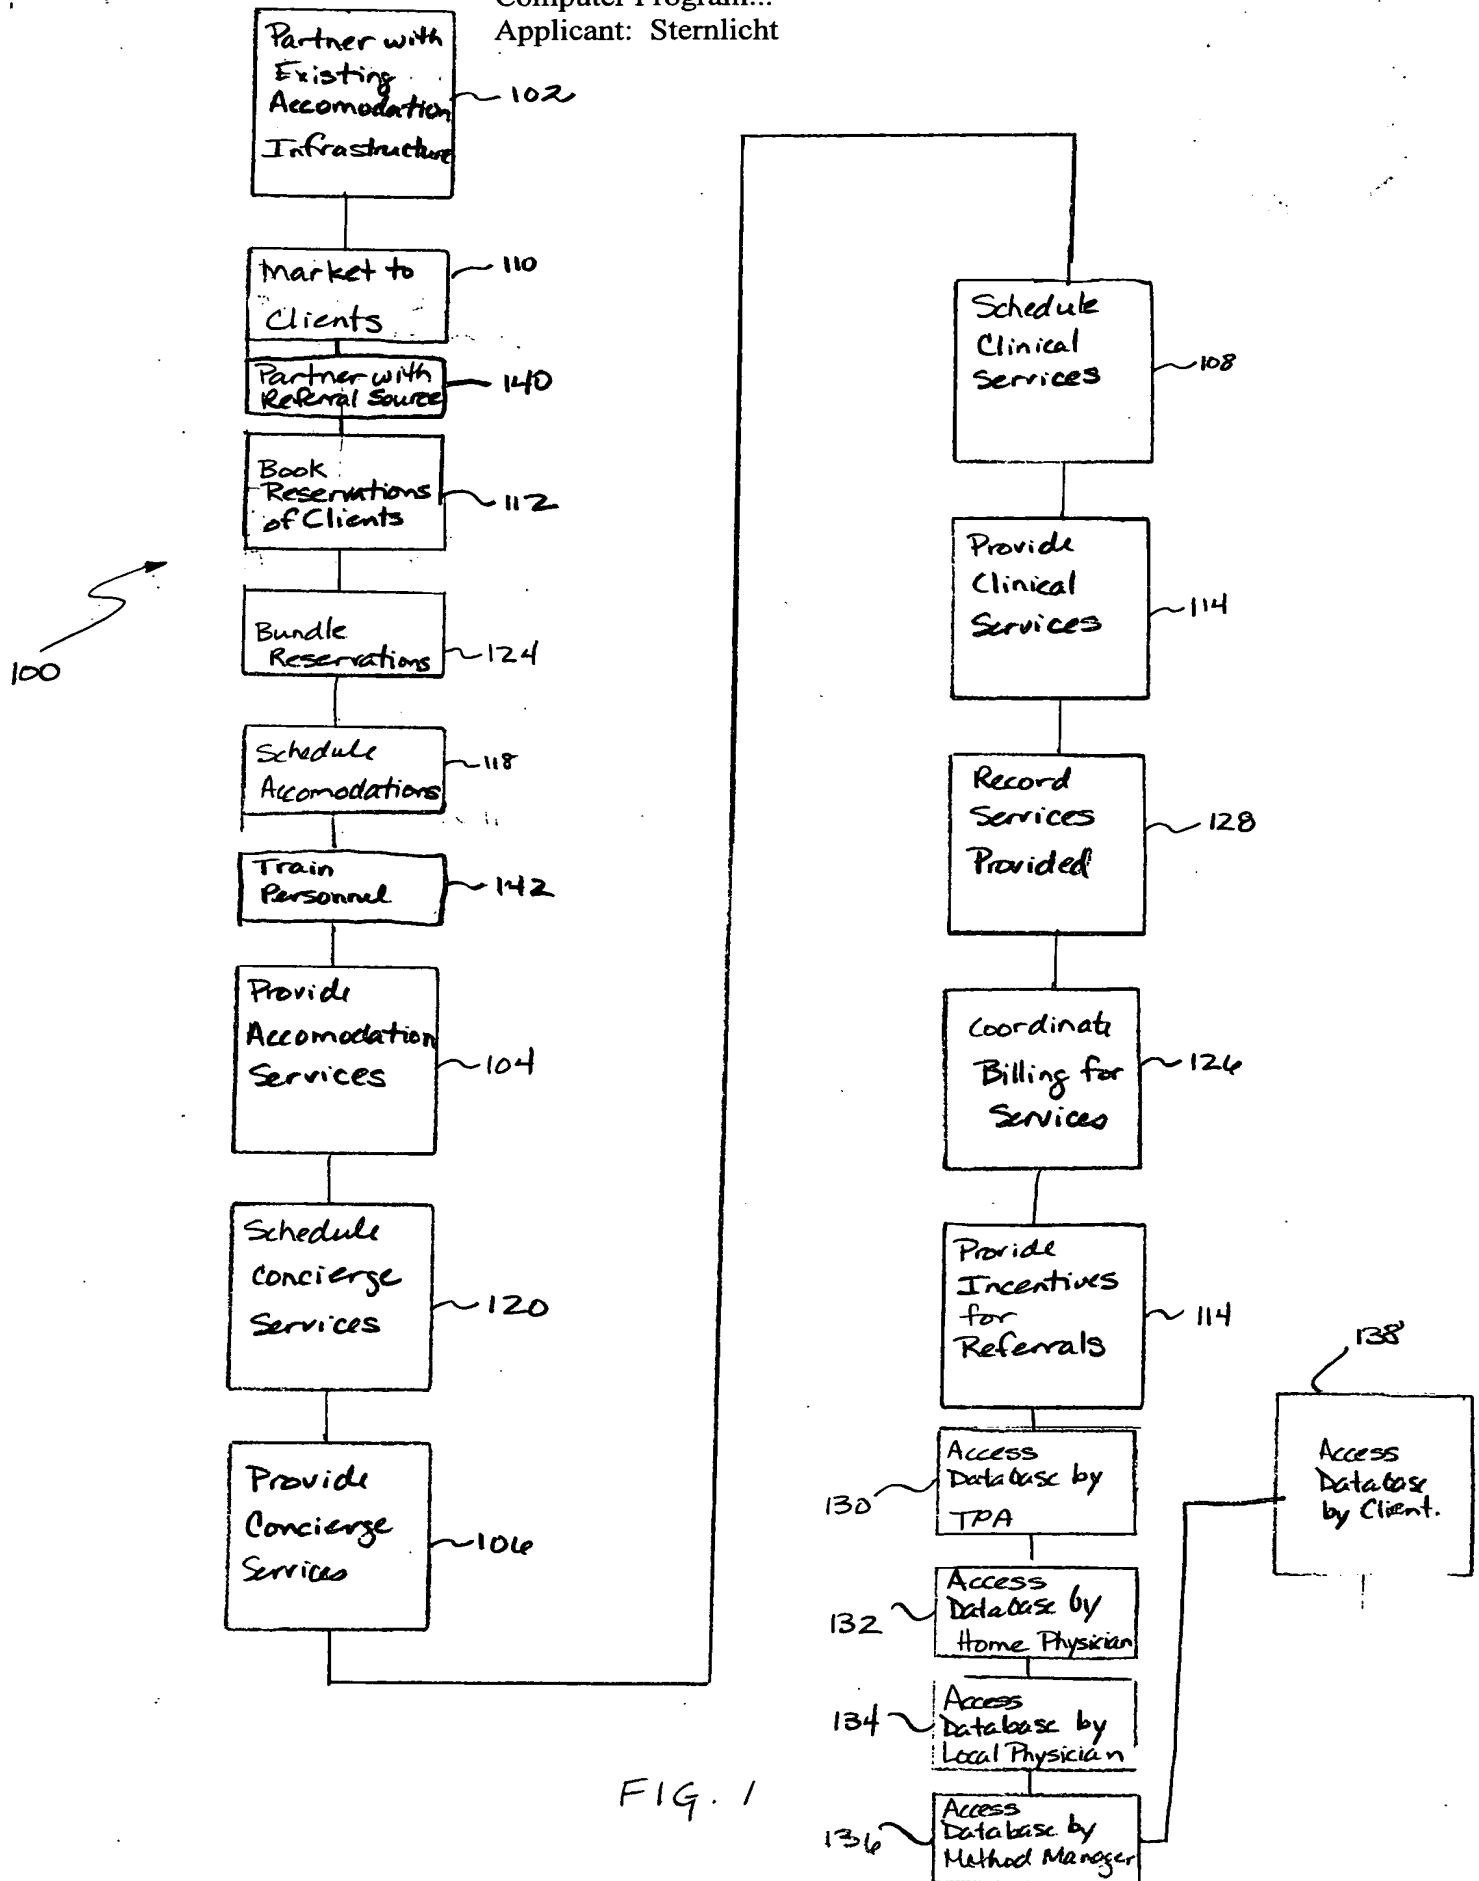 Computer Program...
Applicant: Sternlicht
Partner with
Existing
Accomodation
Infrastructure
102
Market to
Clients
110
Partner with
Referral Source
140
Book
Reservations
of Clients
112
100
Bundle
Reservations
124
Schedule
Accomodations
118
Train
Personnel
142
Provide
Accomodation
Services
104
Schedule
Concierge
Services
120
Provide
Concierge
Services
106
Schedule
Clinical
Services
108
Provide
Clinical
Services
114
Record
Services
Provided
128
Coordinate
Billing for
Services
126
Provide
Incentives
for
Referrals
114
Access
Database by
TPA
130
Access
Database by
Home Physician
132
Access
Database by
Local Physician
134
Access
Database by
Method Manager
136
138
Access
Database
by Client.
FIG. 1